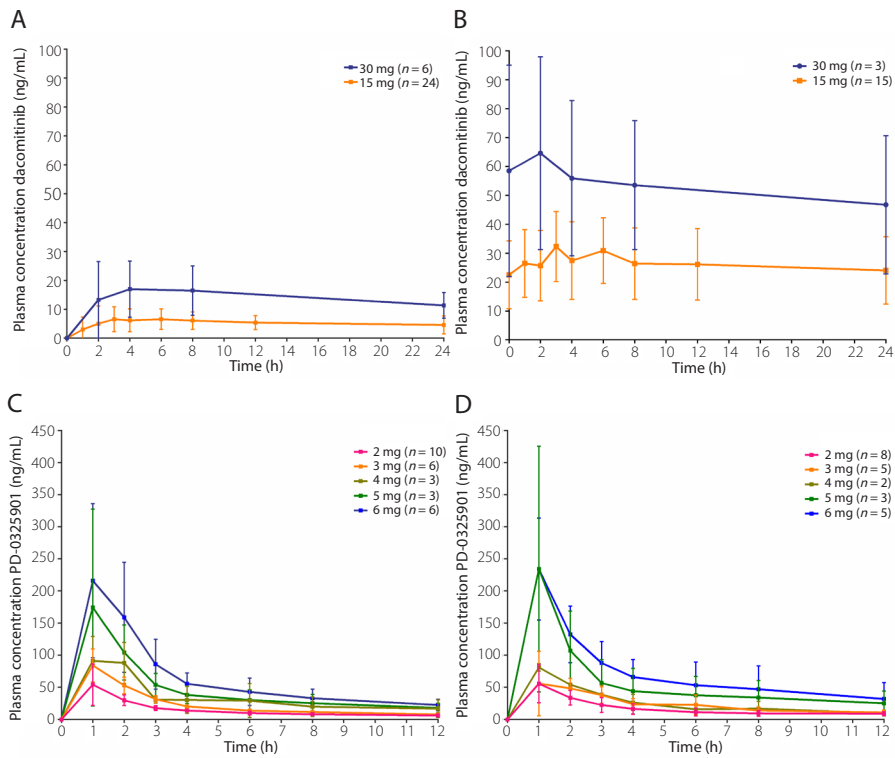 A
Plasma concentration dacomitinib (ng/mL)
100
90
80
70
60
50
40
30
20
10
0
30 mg (n = 6)
15 mg (n = 24)
0 2 4 6 8 10 12 14 16 18 20 22 24
Time (h)
B
Plasma concentration dacomitinib (ng/mL)
100
90
80
70
60
50
40
30
20
10
0
30 mg (n = 3)
15 mg (n = 15)
0 2 4 6 8 10 12 14 16 18 20 22 24
Time (h)
C
Plasma concentration PD-0325901 (ng/mL)
450
400
350
300
250
200
150
100
50
0
2 mg (n = 10)
3 mg (n = 6)
4 mg (n = 3)
5 mg (n = 3)
6 mg (n = 6)
0 1 2 3 4 5 6 7 8 9 10 11 12
Time (h)
D
Plasma concentration PD-0325901 (ng/mL)
450
400
350
300
250
200
150
100
50
0
2 mg (n = 8)
3 mg (n = 5)
4 mg (n = 2)
5 mg (n = 3)
6 mg (n = 5)
0 1 2 3 4 5 6 7 8 9 10 11 12
Time (h)